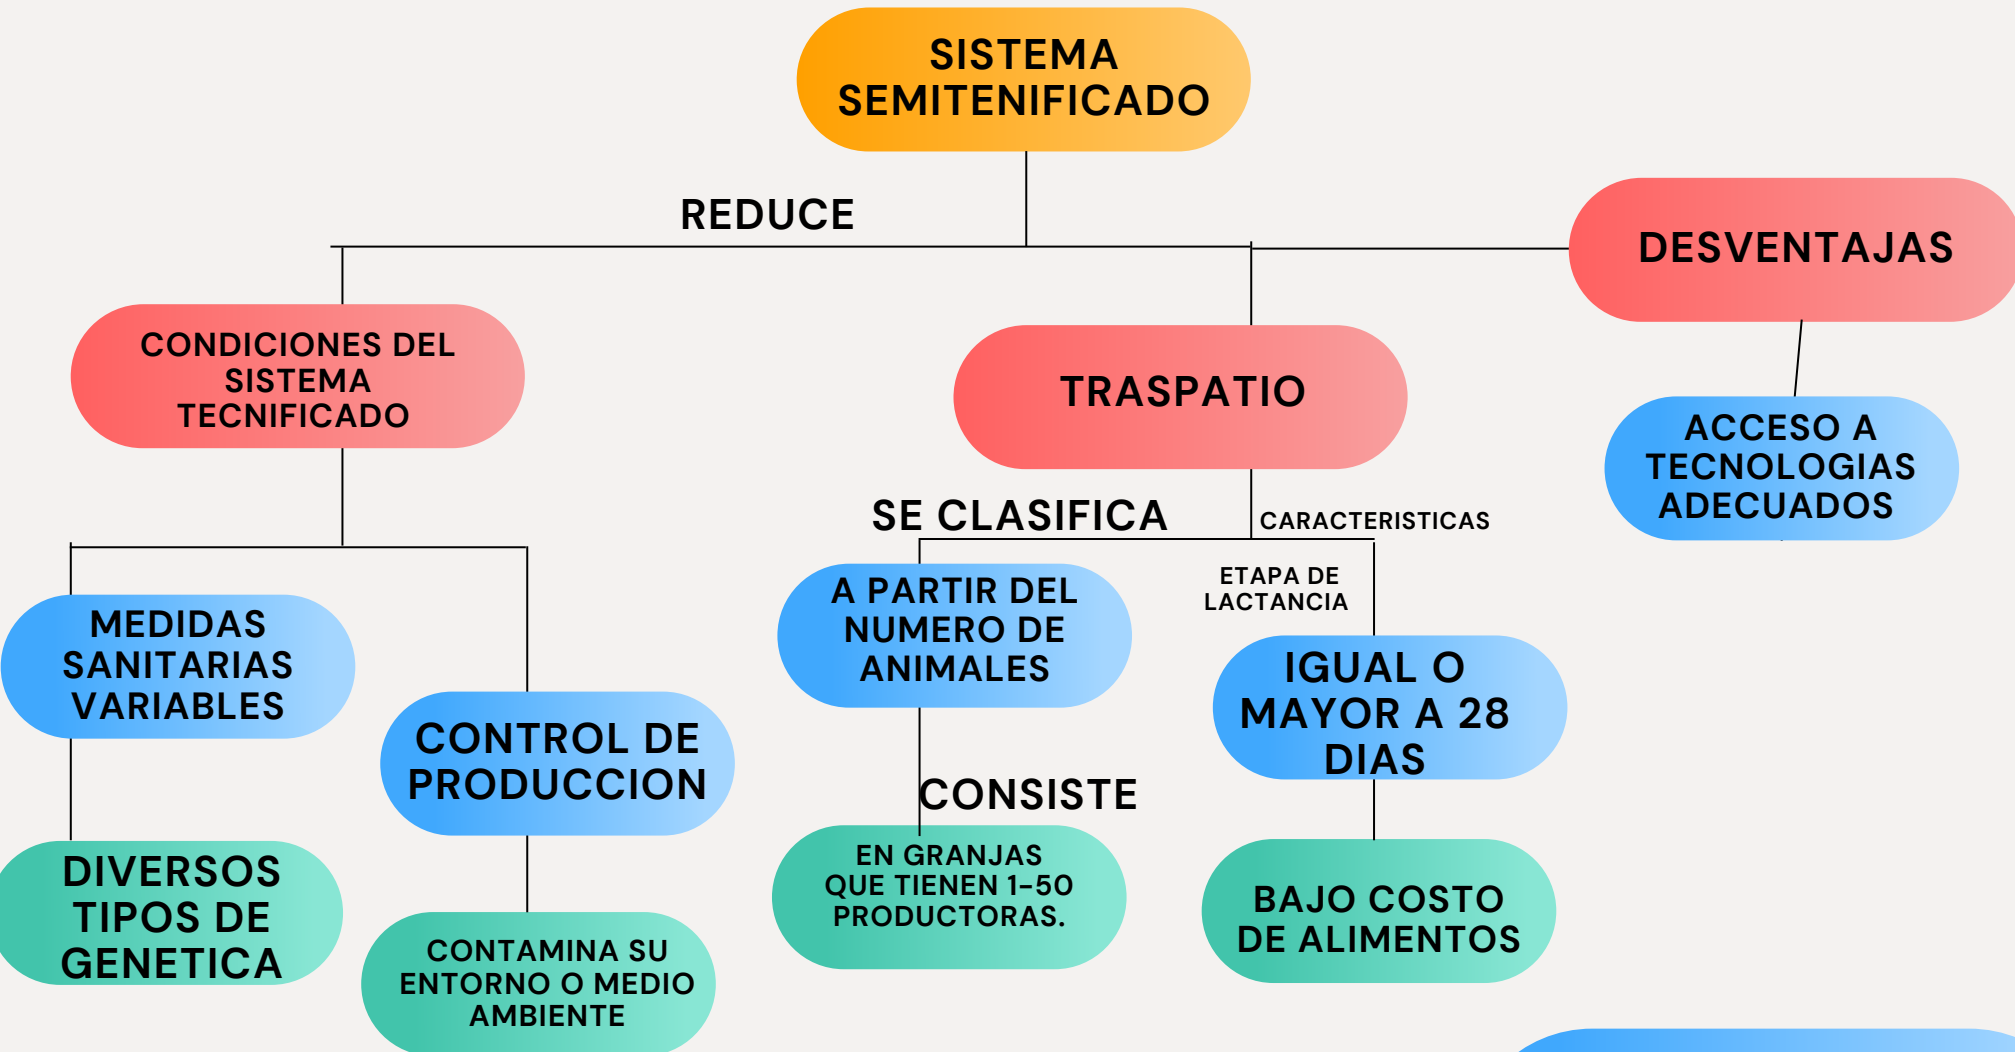 SISTEMA
SEMITENIFICADO
REDUCE
DESVENTAJAS
CONDICIONES DEL
SISTEMA
TECNIFICADO
TRASPATIO
ACCESO A
TECNOLOGIAS
ADECUADOS
SE CLASIFICA
CARACTERISTICAS
MEDIDAS
SANITARIAS
VARIABLES
CONTROL DE
PRODUCCION
A PARTIR DEL
NUMERO DE
ANIMALES
ETAPA DE
LACTANCIA
IGUAL O
MAYOR A 28
DIAS
CONSISTE
DIVERSOS
TIPOS DE
GENETICA
CONTAMINA SU
ENTORNO O MEDIO
AMBIENTE
EN GRANJAS
QUE TIENEN 1-50
PRODUCTORAS.
BAJO COSTO
DE ALIMENTOS